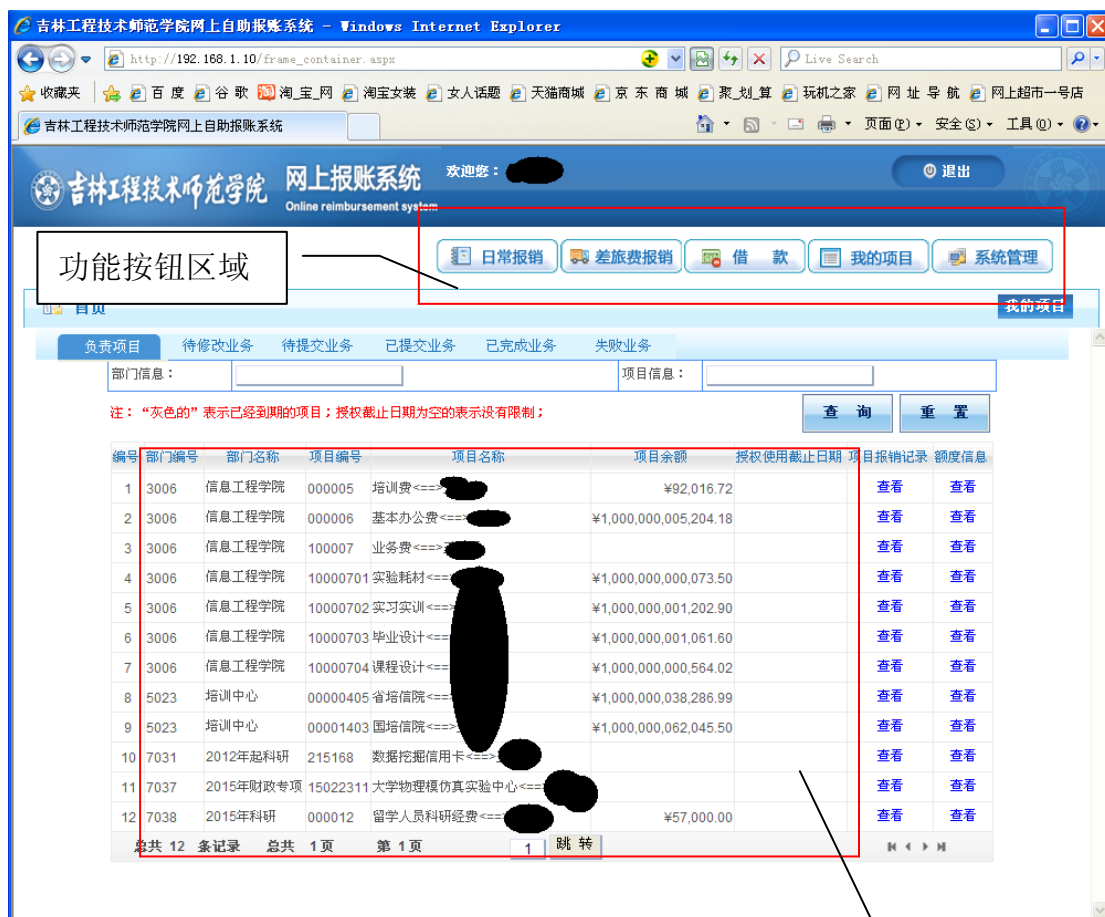 吉林工程技术师范学院网上自助报账系统 - Windows Internet Explorer
http://192.168.1.10/frame_container.aspx
Live Search
收藏夹 百 度 谷 歌 淘_宝_网 淘宝女装 女人话题 天猫商城 京 东 商 城 聚_划_算 玩机之家 网 址 导 航 网上超市一号店
吉林工程技术师范学院网上自助报账系统
页面(P) 安全(S) 工具(O)
吉林工程技术师范学院 网上报账系统 欢迎您： 退出
Online reimbursement system
功能按钮区域
日常报销 差旅费报销 借 款 我的项目 系统管理
首页 我的项目
负责项目 待修改业务 待提交业务 已提交业务 已完成业务 失败业务
部门信息： 项目信息：
注：“灰色的”表示已经到期的项目；授权截止日期为空的表示没有限制； 查 询 重 置
编号 部门编号 部门名称 项目编号 项目名称 项目余额 授权使用截止日期 项目报销记录 额度信息
1 3006 信息工程学院 000005 培训费<==> ¥92,016.72 查看 查看
2 3006 信息工程学院 000006 基本办公费<==> ¥1,000,000,005,204.18 查看 查看
3 3006 信息工程学院 100007 业务费<==> 查看 查看
4 3006 信息工程学院 10000701 实验耗材<== ¥1,000,000,000,073.50 查看 查看
5 3006 信息工程学院 10000702 实习实训<== ¥1,000,000,001,202.90 查看 查看
6 3006 信息工程学院 10000703 毕业设计<== ¥1,000,000,001,061.60 查看 查看
7 3006 信息工程学院 10000704 课程设计<== ¥1,000,000,000,564.02 查看 查看
8 5023 培训中心 00000405 省培信院<== ¥1,000,000,038,286.99 查看 查看
9 5023 培训中心 00001403 国培信院<==> ¥1,000,000,062,045.50 查看 查看
10 7031 2012年起科研 215168 数据挖掘信用卡<==> 查看 查看
11 7037 2015年财政专项 15022311 大学物理模仿真实验中心<== 查看 查看
12 7038 2015年科研 000012 留学人员科研经费<== ¥57,000.00 查看 查看
总共 12 条记录 总共 1页 第 1页 1 跳 转